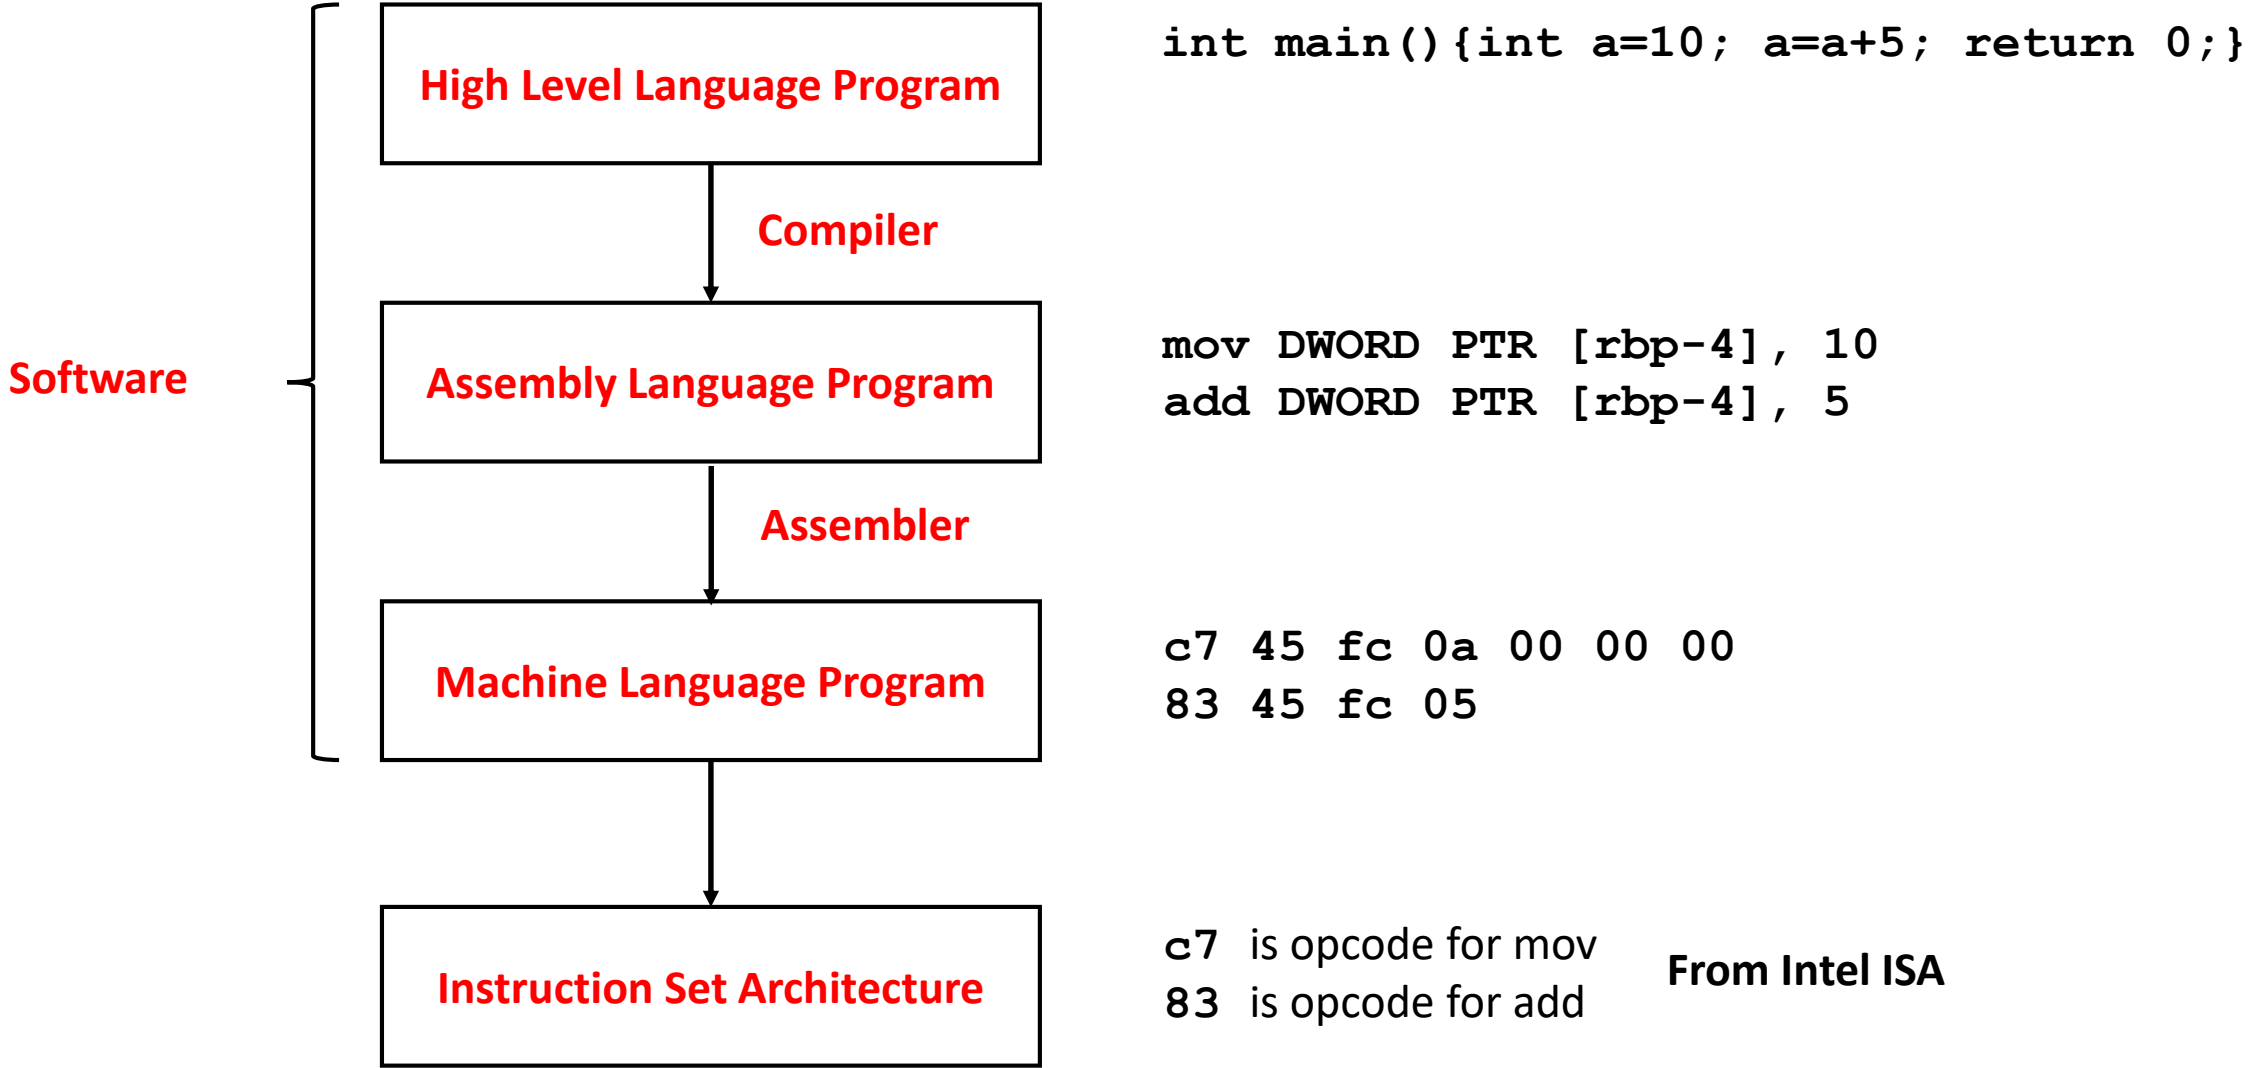 High Level Language Program
int main(){int a=10; a=a+5; return 0;}
Compiler
Software
Assembly Language Program
mov DWORD PTR [rbp-4], 10
add DWORD PTR [rbp-4], 5
Assembler
Machine Language Program
c7 45 fc 0a 00 00 00
83 45 fc 05
Instruction Set Architecture
c7 is opcode for mov
83 is opcode for add
From Intel ISA